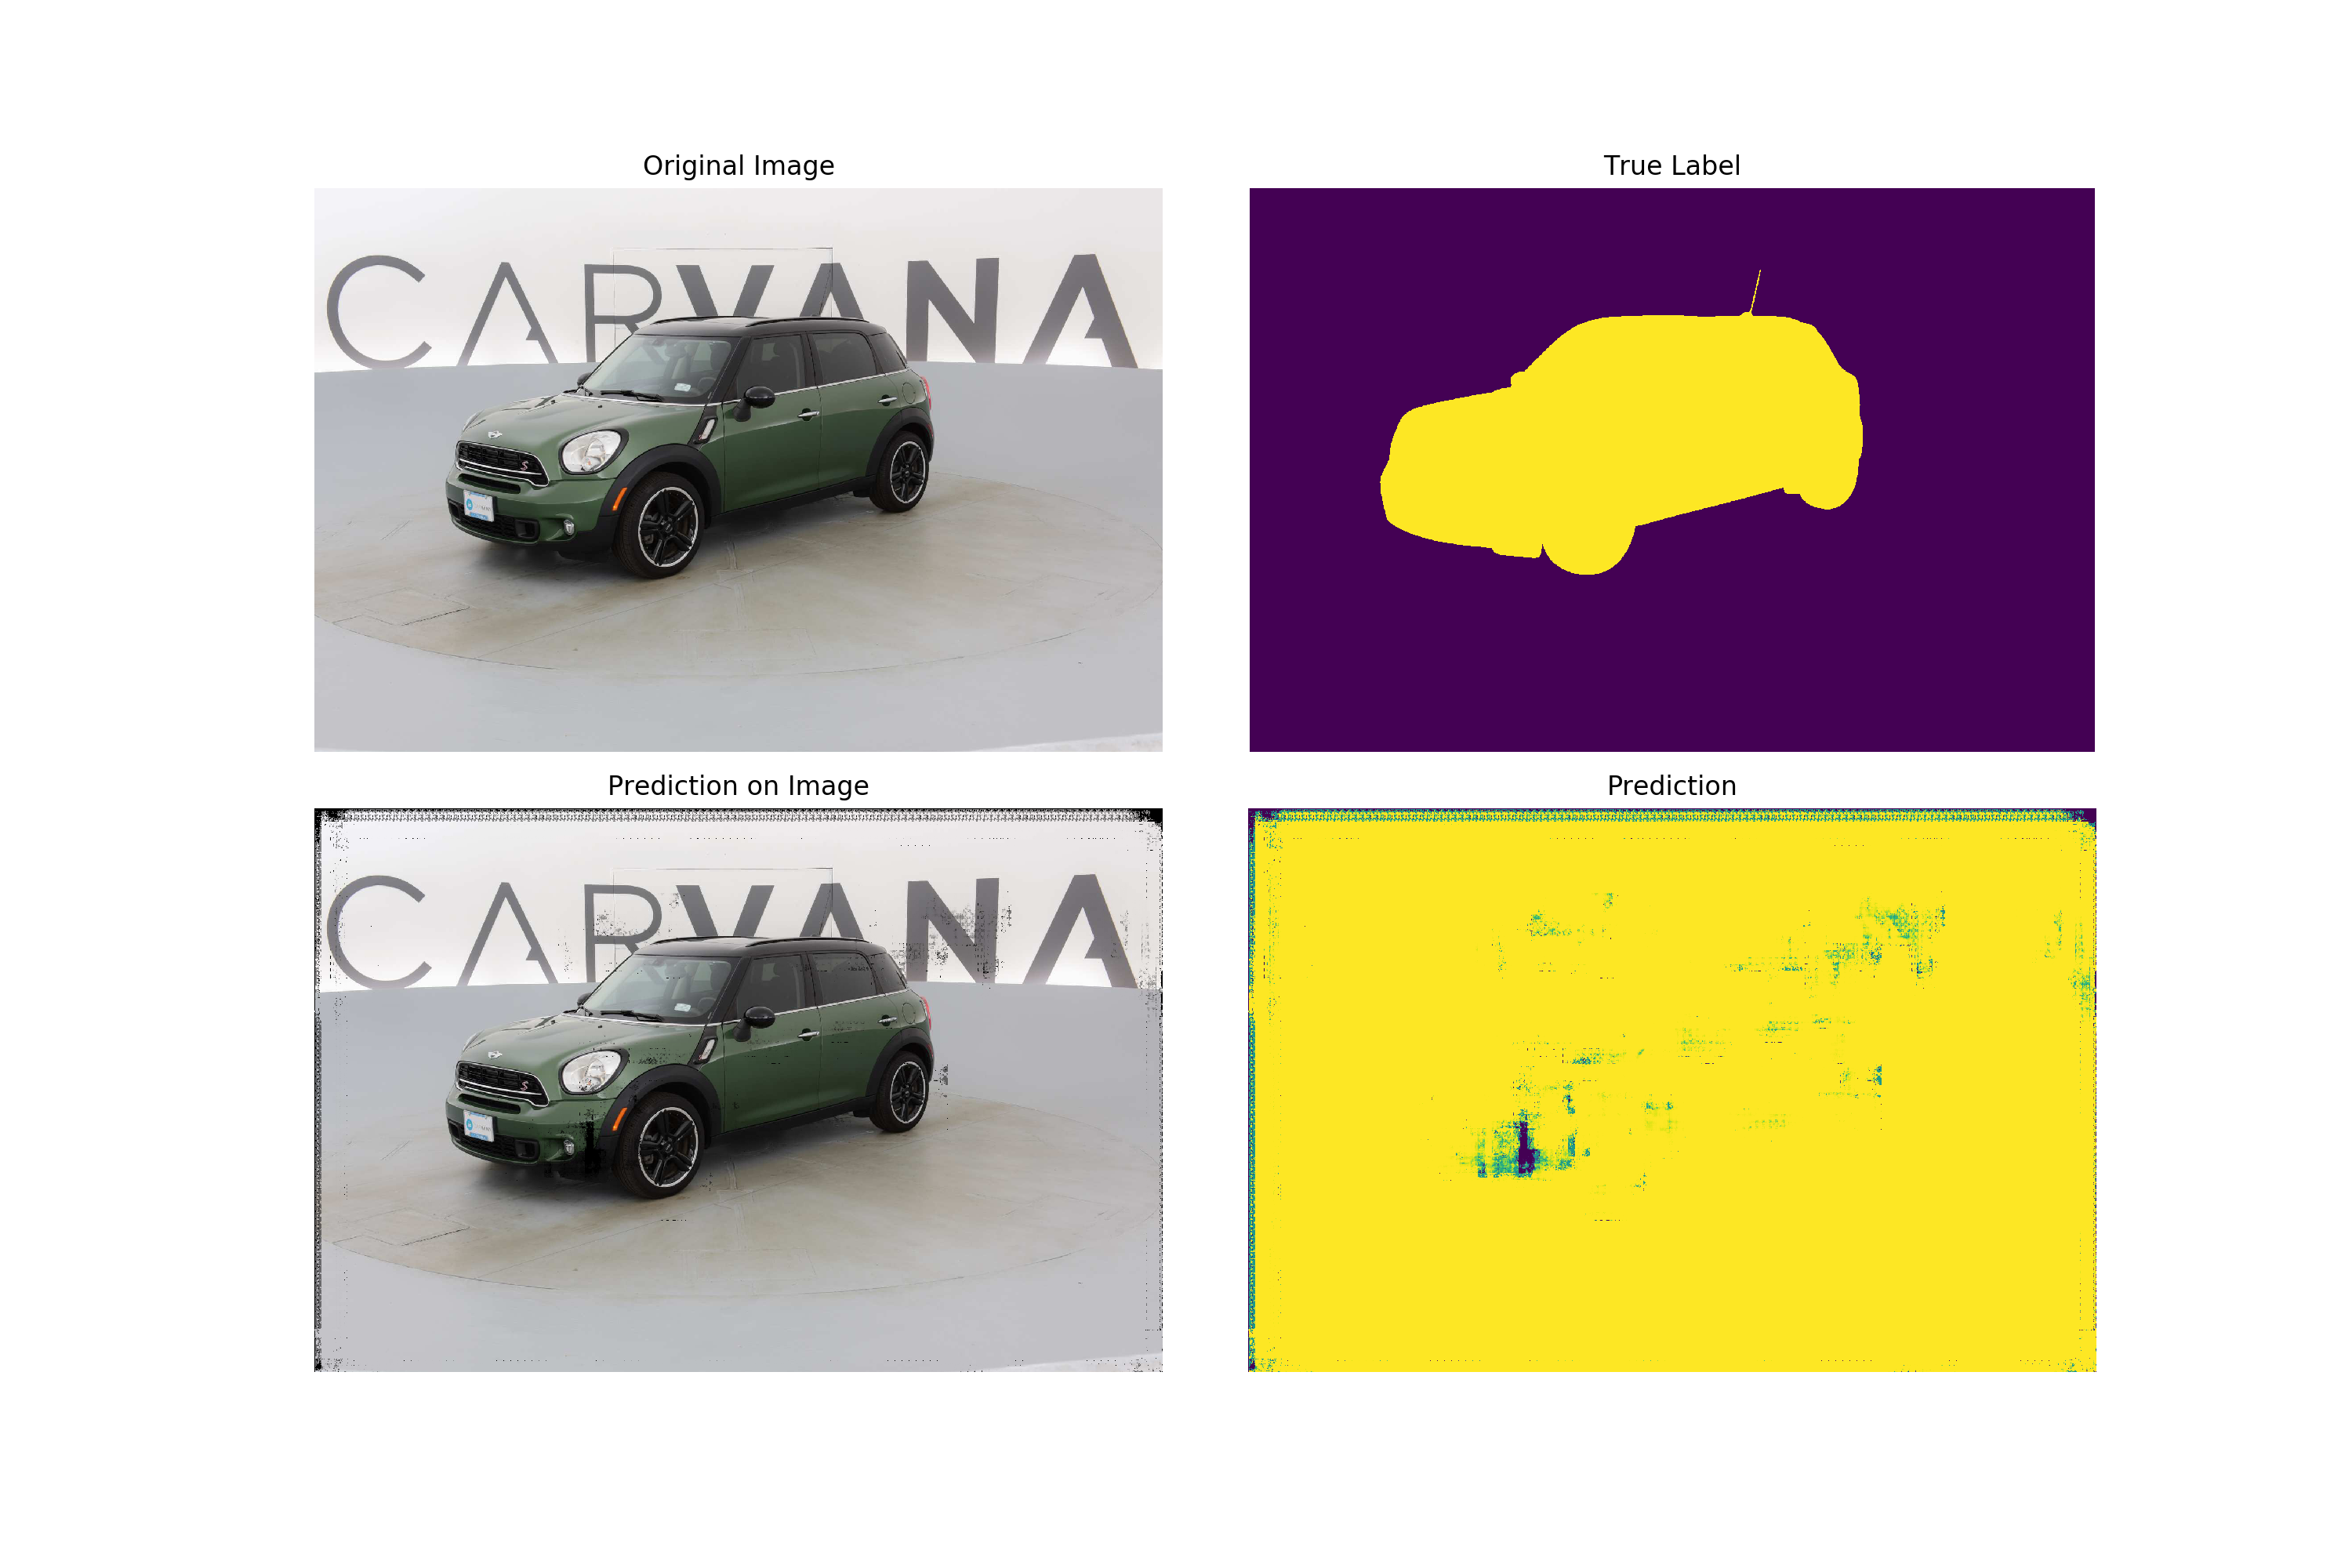 Original Image
True Label
CARVANA
Prediction on Image
Prediction
CARVANA